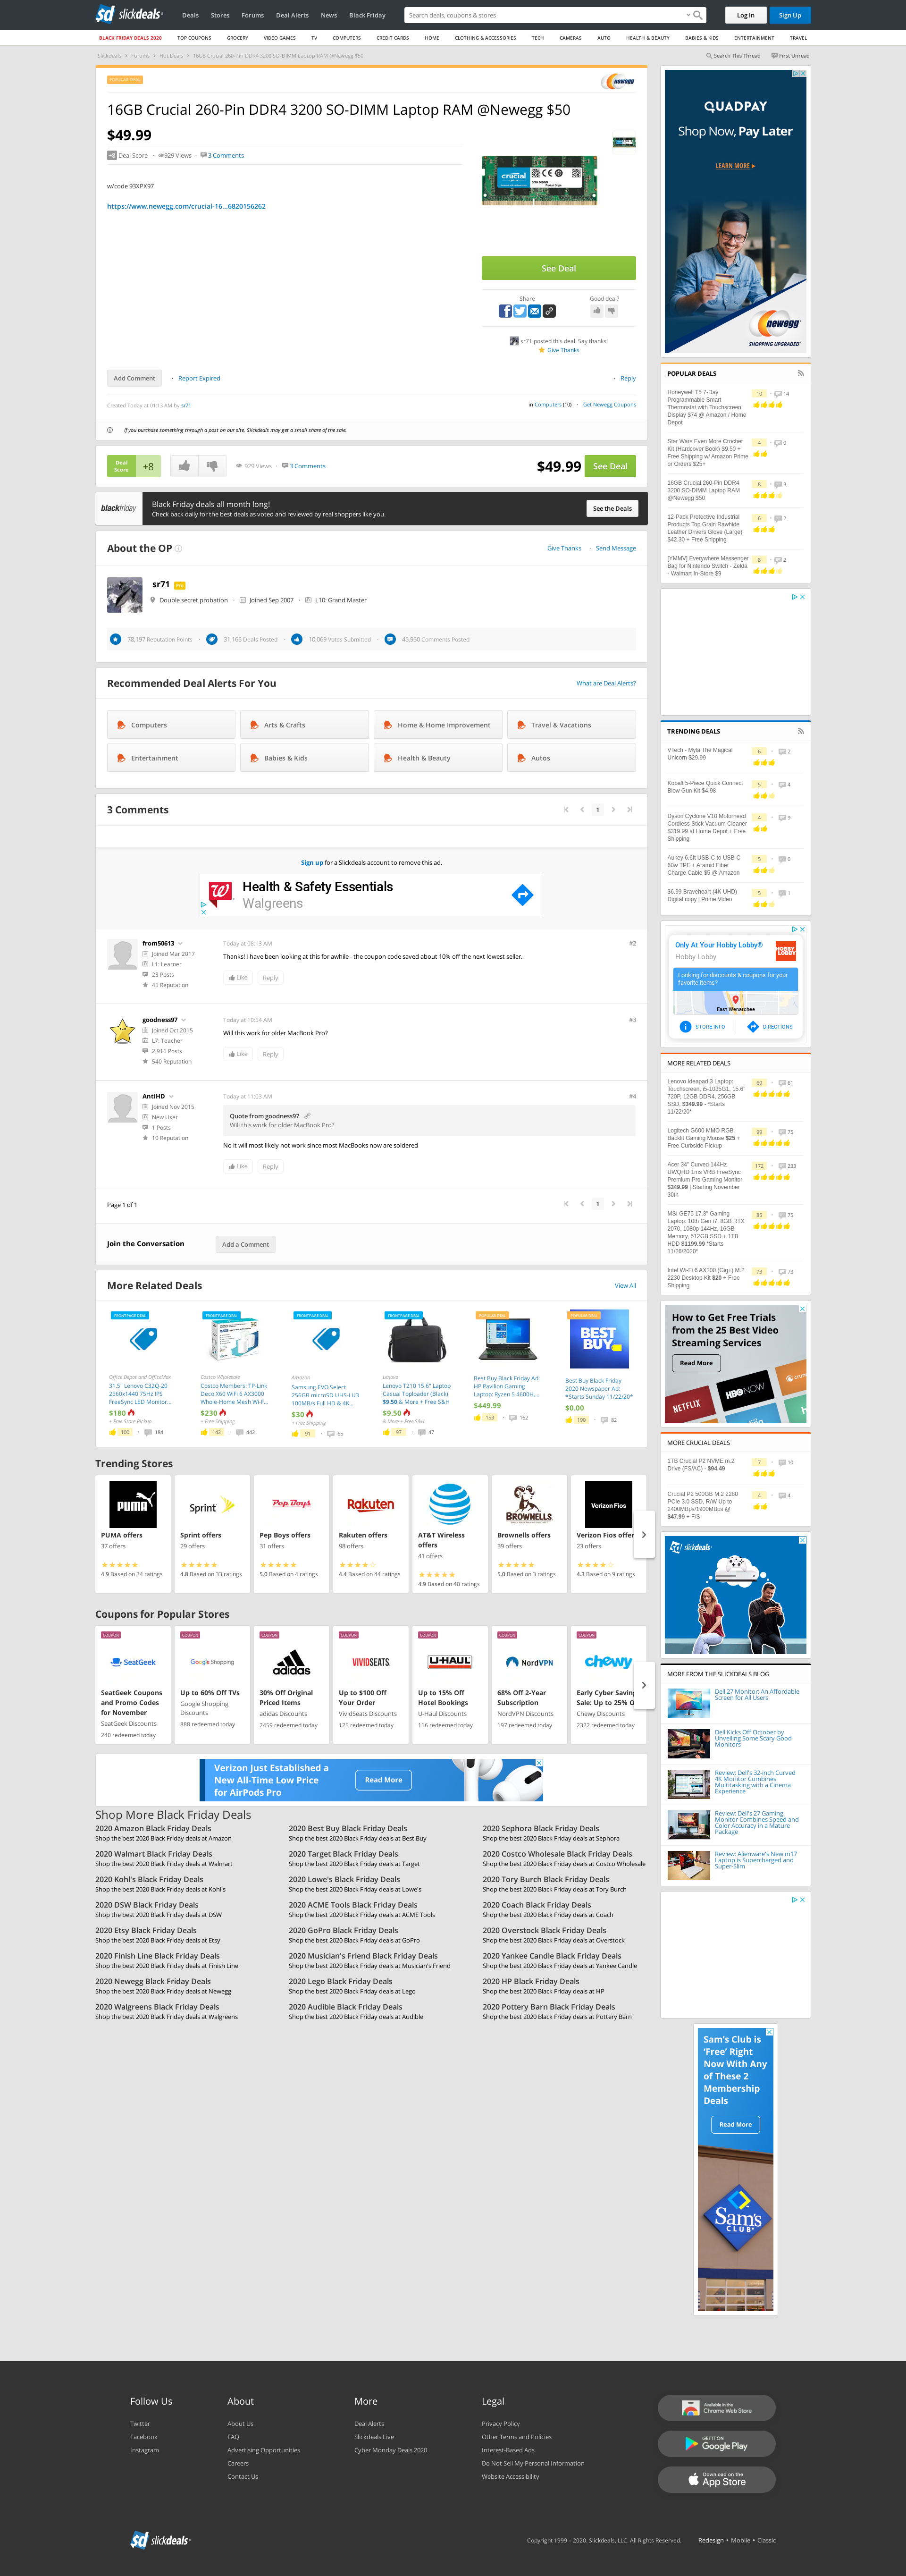 sd slickdeals
Deals Stores Forums Deal Alerts News Black Friday
Search deals, coupons & stores
Log In Sign Up
BLACK FRIDAY DEALS 2020 TOP COUPONS GROCERY VIDEO GAMES TV COMPUTERS CREDIT CARDS HOME CLOTHING & ACCESSORIES TECH CAMERAS AUTO HEALTH & BEAUTY BABIES & KIDS ENTERTAINMENT TRAVEL
Slickdeals Forums Hot Deals 16GB Crucial 260-Pin DDR4 3200 SO-DIMM Laptop RAM @Newegg $50
Search This Thread First Unread
POPULAR DEAL
newegg
16GB Crucial 260-Pin DDR4 3200 SO-DIMM Laptop RAM @Newegg $50
$49.99
+8 Deal Score 929 Views 3 Comments
w/code 93XPX97
https://www.newegg.com/crucial-16...6820156262
crucial
See Deal
Share Good deal?
sr71 posted this deal. Say thanks!
Give Thanks
Add Comment Report Expired Reply
Created Today at 01:13 AM by sr71
in Computers (10) Get Newegg Coupons
If you purchase something through a post on our site, Slickdeals may get a small share of the sale.
Deal Score +8
929 Views 3 Comments
$49.99 See Deal
blackfriday
Black Friday deals all month long!
Check back daily for the best deals as voted and reviewed by real shoppers like you.
See the Deals
About the OP
Give Thanks Send Message
sr71 Pro
Double secret probation Joined Sep 2007 L10: Grand Master
78,197 Reputation Points 31,165 Deals Posted 10,069 Votes Submitted 45,950 Comments Posted
Recommended Deal Alerts For You
What are Deal Alerts?
Computers Arts & Crafts Home & Home Improvement Travel & Vacations
Entertainment Babies & Kids Health & Beauty Autos
3 Comments
1
Sign up for a Slickdeals account to remove this ad.
Health & Safety Essentials
Walgreens
from50613
Joined Mar 2017
L1: Learner
23 Posts
45 Reputation
Today at 08:13 AM
#2
Thanks! I have been looking at this for awhile - the coupon code saved about 10% off the next lowest seller.
Like Reply
goodness97
Joined Oct 2015
L7: Teacher
2,916 Posts
540 Reputation
Today at 10:54 AM
#3
Will this work for older MacBook Pro?
Like Reply
AntiHD
Joined Nov 2015
New User
1 Posts
10 Reputation
Today at 11:03 AM
#4
Quote from goodness97
Will this work for older MacBook Pro?
No it will most likely not work since most MacBooks now are soldered
Like Reply
Page 1 of 1
1
Join the Conversation
Add a Comment
More Related Deals
View All
FRONTPAGE DEAL
Office Depot and OfficeMax
31.5" Lenovo C32Q-20 2560x1440 75Hz IPS FreeSync LED Monitor...
$180
+ Free Store Pickup
100 184
FRONTPAGE DEAL
Costco Wholesale
Costco Members: TP-Link Deco X60 WiFi 6 AX3000 Whole-Home Mesh Wi-F...
$230
+ Free Shipping
142 442
FRONTPAGE DEAL
Amazon
Samsung EVO Select 256GB microSD UHS-I U3 100MB/s Full HD & 4K...
$30
+ Free Shipping
91 65
FRONTPAGE DEAL
Lenovo
Lenovo T210 15.6" Laptop Casual Toploader (Black) $9.50 & More + Free S&H
$9.50
& More + Free S&H
97 47
POPULAR DEAL
Best Buy Black Friday Ad: HP Pavilion Gaming Laptop: Ryzen 5 4600H,...
$449.99
153 162
POPULAR DEAL
BEST BUY
Best Buy Black Friday 2020 Newspaper Ad: *Starts Sunday 11/22/20*
$0.00
190 82
Trending Stores
PUMA
PUMA offers
37 offers
4.9 Based on 34 ratings
Sprint
Sprint offers
29 offers
4.8 Based on 33 ratings
Pep Boys
Pep Boys offers
31 offers
5.0 Based on 4 ratings
Rakuten
Rakuten offers
98 offers
4.4 Based on 44 ratings
AT&T
AT&T Wireless offers
41 offers
4.9 Based on 40 ratings
BROWNELLS
Brownells offers
39 offers
5.0 Based on 3 ratings
Verizon Fios
Verizon Fios offer
23 offers
4.3 Based on 9 ratings
Coupons for Popular Stores
COUPON
SeatGeek
SeatGeek Coupons and Promo Codes for November
SeatGeek Discounts
240 redeemed today
COUPON
Google Shopping
Up to 60% Off TVs
Google Shopping Discounts
888 redeemed today
COUPON
adidas
30% Off Original Priced Items
adidas Discounts
2459 redeemed today
COUPON
VIVIDSEATS.
Up to $100 Off Your Order
VividSeats Discounts
125 redeemed today
COUPON
U-HAUL
Up to 15% Off Hotel Bookings
U-Haul Discounts
116 redeemed today
COUPON
NordVPN
68% Off 2-Year Subscription
NordVPN Discounts
197 redeemed today
COUPON
chewy
Early Cyber Saving Sale: Up to 25% O
Chewy Discounts
2322 redeemed today
Verizon Just Established a New All-Time Low Price for AirPods Pro
Read More
Shop More Black Friday Deals
2020 Amazon Black Friday Deals
Shop the best 2020 Black Friday deals at Amazon
2020 Best Buy Black Friday Deals
Shop the best 2020 Black Friday deals at Best Buy
2020 Sephora Black Friday Deals
Shop the best 2020 Black Friday deals at Sephora
2020 Walmart Black Friday Deals
Shop the best 2020 Black Friday deals at Walmart
2020 Target Black Friday Deals
Shop the best 2020 Black Friday deals at Target
2020 Costco Wholesale Black Friday Deals
Shop the best 2020 Black Friday deals at Costco Wholesale
2020 Kohl's Black Friday Deals
Shop the best 2020 Black Friday deals at Kohl's
2020 Lowe's Black Friday Deals
Shop the best 2020 Black Friday deals at Lowe's
2020 Tory Burch Black Friday Deals
Shop the best 2020 Black Friday deals at Tory Burch
2020 DSW Black Friday Deals
Shop the best 2020 Black Friday deals at DSW
2020 ACME Tools Black Friday Deals
Shop the best 2020 Black Friday deals at ACME Tools
2020 Coach Black Friday Deals
Shop the best 2020 Black Friday deals at Coach
2020 Etsy Black Friday Deals
Shop the best 2020 Black Friday deals at Etsy
2020 GoPro Black Friday Deals
Shop the best 2020 Black Friday deals at GoPro
2020 Overstock Black Friday Deals
Shop the best 2020 Black Friday deals at Overstock
2020 Finish Line Black Friday Deals
Shop the best 2020 Black Friday deals at Finish Line
2020 Musician's Friend Black Friday Deals
Shop the best 2020 Black Friday deals at Musician's Friend
2020 Yankee Candle Black Friday Deals
Shop the best 2020 Black Friday deals at Yankee Candle
2020 Newegg Black Friday Deals
Shop the best 2020 Black Friday deals at Newegg
2020 Lego Black Friday Deals
Shop the best 2020 Black Friday deals at Lego
2020 HP Black Friday Deals
Shop the best 2020 Black Friday deals at HP
2020 Walgreens Black Friday Deals
Shop the best 2020 Black Friday deals at Walgreens
2020 Audible Black Friday Deals
Shop the best 2020 Black Friday deals at Audible
2020 Pottery Barn Black Friday Deals
Shop the best 2020 Black Friday deals at Pottery Barn
QUADPAY
Shop Now, Pay Later
LEARN MORE
newegg
SHOPPING UPGRADED
POPULAR DEALS
Honeywell T5 7-Day Programmable Smart Thermostat with Touchscreen Display $74 @ Amazon / Home Depot
10 14
Star Wars Even More Crochet Kit (Hardcover Book) $9.50 + Free Shipping w/ Amazon Prime or Orders $25+
4 0
16GB Crucial 260-Pin DDR4 3200 SO-DIMM Laptop RAM @Newegg $50
8 3
12-Pack Protective Industrial Products Top Grain Rawhide Leather Drivers Glove (Large) $42.30 + Free Shipping
6 2
[YMMV] Everywhere Messenger Bag for Nintendo Switch - Zelda - Walmart In-Store $9
8 2
TRENDING DEALS
VTech - Myla The Magical Unicorn $29.99
6 2
Kobalt 5-Piece Quick Connect Blow Gun Kit $4.98
5 4
Dyson Cyclone V10 Motorhead Cordless Stick Vacuum Cleaner $319.99 at Home Depot + Free Shipping
4 9
Aukey 6.6ft USB-C to USB-C 60w TPE + Aramid Fiber Charge Cable $5 @ Amazon
5 0
$6.99 Braveheart (4K UHD) Digital copy | Prime Video
5 1
Only At Your Hobby Lobby®
Hobby Lobby
HOBBY LOBBY
Looking for discounts & coupons for your favorite items?
East Wenatchee
STORE INFO DIRECTIONS
MORE RELATED DEALS
Lenovo Ideapad 3 Laptop: Touchscreen, i5-1035G1, 15.6" 720P, 12GB DDR4, 256GB SSD, $349.99 - *Starts 11/22/20*
69 61
Logitech G600 MMO RGB Backlit Gaming Mouse $25 + Free Curbside Pickup
99 75
Acer 34" Curved 144Hz UWQHD 1ms VRB FreeSync Premium Pro Gaming Monitor $349.99 | Starting November 30th
172 233
MSI GE75 17.3" Gaming Laptop: 10th Gen i7, 8GB RTX 2070, 1080p 144Hz, 16GB Memory, 512GB SSD + 1TB HDD $1199.99 *Starts 11/26/2020*
85 75
Intel Wi-Fi 6 AX200 (Gig+) M.2 2230 Desktop Kit $20 + Free Shipping
73 73
How to Get Free Trials from the 25 Best Video Streaming Services
Read More
NETFLIX HBO NOW crunchyroll
MORE CRUCIAL DEALS
1TB Crucial P2 NVME m.2 Drive (FS/AC) - $94.49
7 10
Crucial P2 500GB M.2 2280 PCIe 3.0 SSD, R/W Up to 2400MBps/1900MBps @ $47.99 + F/S
4 4
sd slickdeals
MORE FROM THE SLICKDEALS BLOG
Dell 27 Monitor: An Affordable Screen for All Users
Dell Kicks Off October by Unveiling Some Scary Good Monitors
Review: Dell's 32-inch Curved 4K Monitor Combines Multitasking with a Cinema Experience
Review: Dell's 27 Gaming Monitor Combines Speed and Color Accuracy in a Mature Package
Review: Alienware's New m17 Laptop is Supercharged and Super-Slim
Sam's Club is 'Free' Right Now With Any of These 2 Membership Deals
Read More
Sam's CLUB
Follow Us
Twitter
Facebook
Instagram
About
About Us
FAQ
Advertising Opportunities
Careers
Contact Us
More
Deal Alerts
Slickdeals Live
Cyber Monday Deals 2020
Legal
Privacy Policy
Other Terms and Policies
Interest-Based Ads
Do Not Sell My Personal Information
Website Accessibility
Available in the Chrome Web Store
GET IT ON Google Play
Download on the App Store
sd slickdeals
Copyright 1999 – 2020. Slickdeals, LLC. All Rights Reserved. Redesign • Mobile • Classic